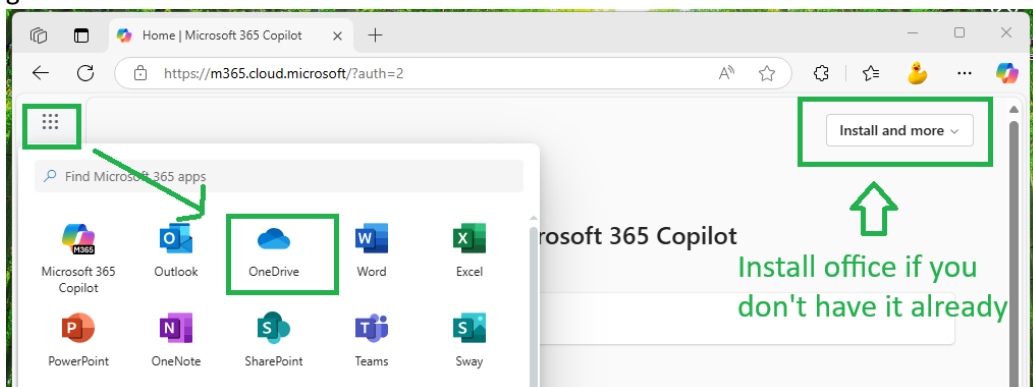 Home | Microsoft 365 Copilot
https://m365.cloud.microsoft/?auth=2
Install and more
Find Microsoft 365 apps
M365
Microsoft 365
Copilot
Outlook
OneDrive
Word
Excel
rosoft 365 Copilot
Install office if you
don't have it already
PowerPoint
OneNote
SharePoint
Teams
Sway